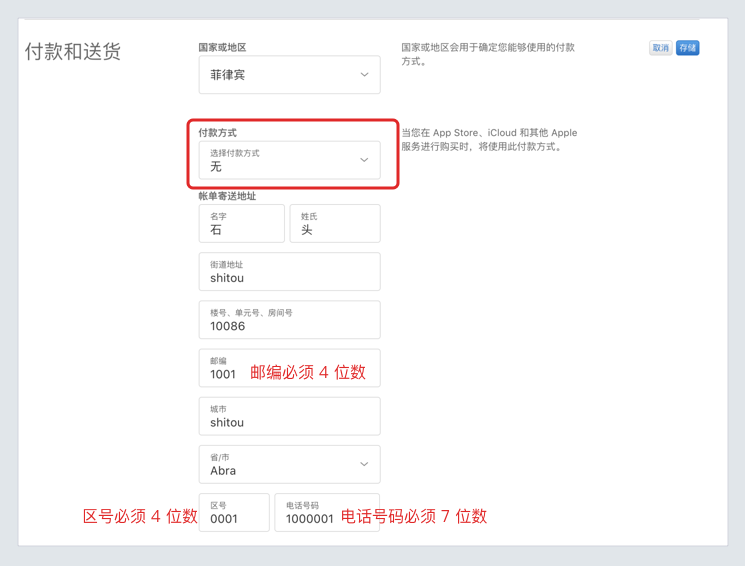 付款和送货
国家或地区
菲律宾
国家或地区会用于确定您能够使用的付款
方式。
取消
存储
付款方式
选择付款方式
无
当您在 App Store、iCloud 和其他 Apple
服务进行购买时，将使用此付款方式。
帐单寄送地址
名字
石
姓氏
头
街道地址
shitou
楼号、单元号、房间号
10086
邮编
1001
邮编必须 4 位数
城市
shitou
省/市
Abra
区号必须 4 位数
区号
0001
电话号码
1000001
电话号码必须 7 位数